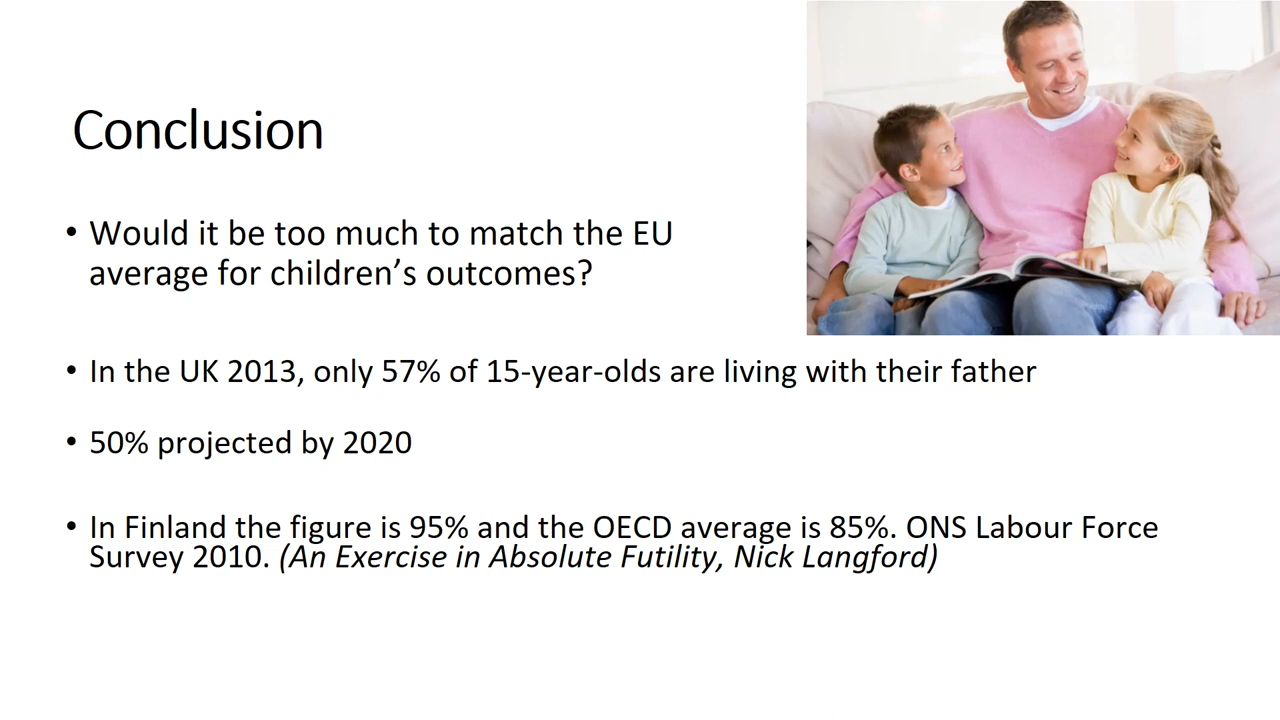 Conclusion
• Would it be too much to match the EU
average for children’s outcomes?
• In the UK 2013, only 57% of 15-year-olds are living with their father
• 50% projected by 2020
• In Finland the figure is 95% and the OECD average is 85%. ONS Labour Force
Survey 2010. (An Exercise in Absolute Futility, Nick Langford)